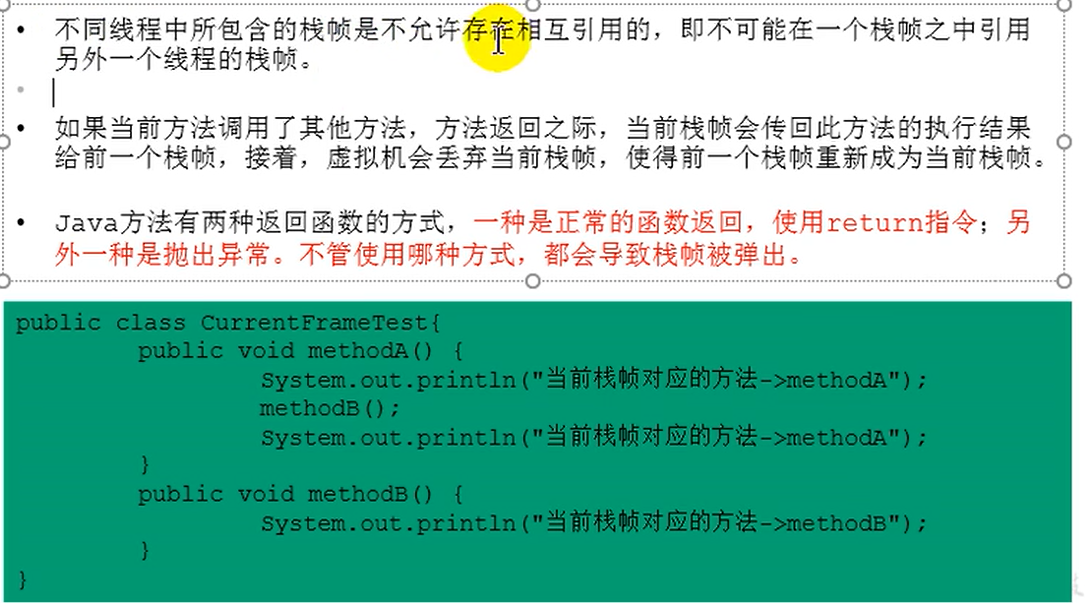 • 不同线程中所包含的栈帧是不允许存在相互引用的，即不可能在一个栈帧之中引用
另外一个线程的栈帧。
• 如果当前方法调用了其他方法，方法返回之际，当前栈帧会传回此方法的执行结果
给前一个栈帧，接着，虚拟机会丢弃当前栈帧，使得前一个栈帧重新成为当前栈帧。
• Java方法有两种返回函数的方式，一种是正常的函数返回，使用return指令；另
外一种是抛出异常。不管使用哪种方式，都会导致栈帧被弹出。
public class CurrentFrameTest{
public void methodA() {
System.out.println("当前栈帧对应的方法->methodA");
methodB();
System.out.println("当前栈帧对应的方法->methodA");
}
public void methodB() {
System.out.println("当前栈帧对应的方法->methodB");
}
}